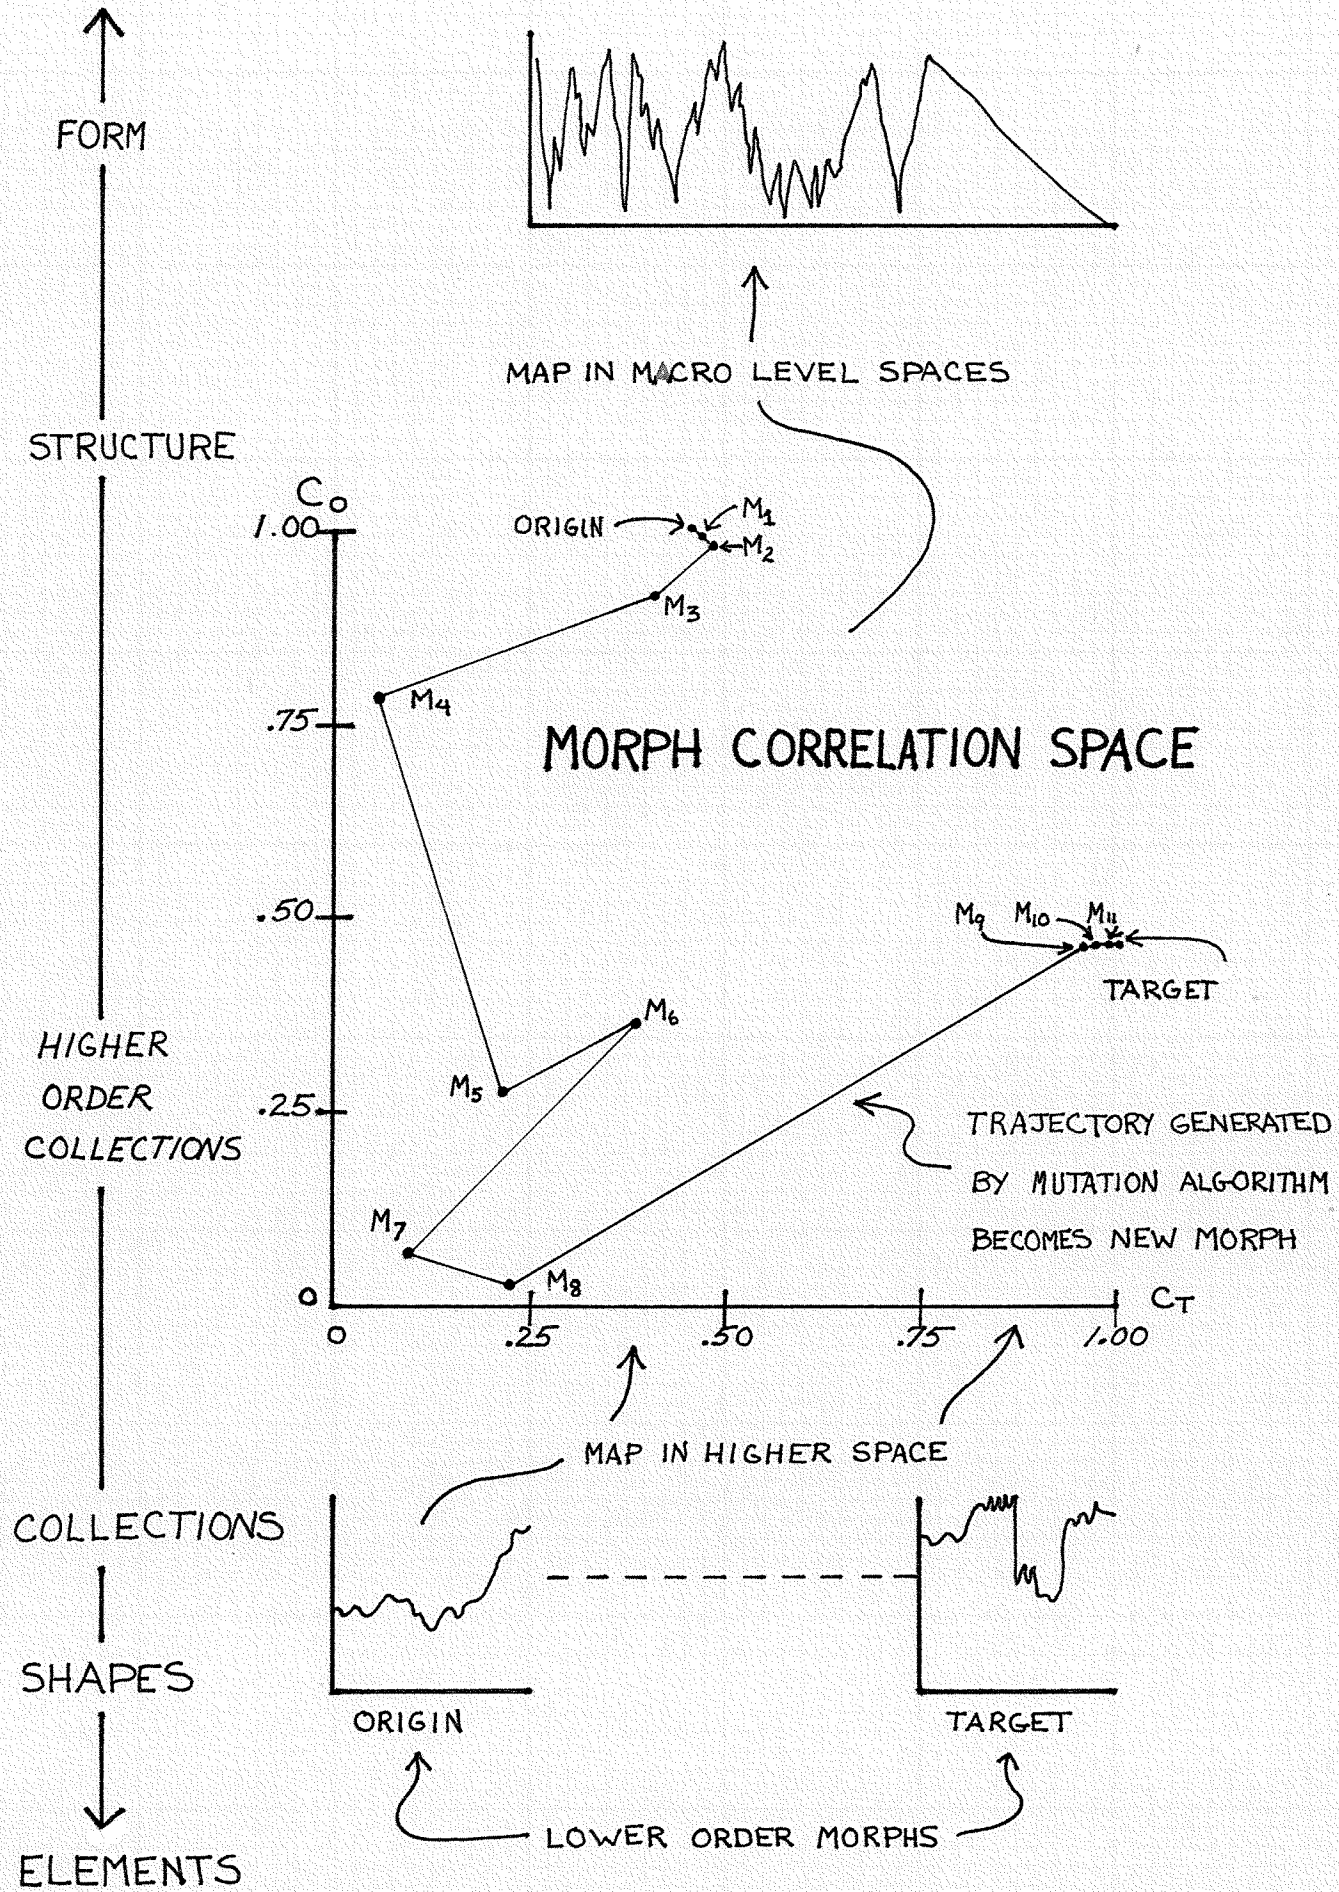 FORM
MAP IN MACRO LEVEL SPACES
STRUCTURE
Co
1.00
ORIGIN
M1
M2
M3
M4
.75
MORPH CORRELATION SPACE
.50
M9 M10 M11
TARGET
HIGHER
ORDER
COLLECTIONS
M6
M5
.25
TRAJECTORY GENERATED
BY MUTATION ALGORITHM
BECOMES NEW MORPH
M7
M8
0
CT
0 .25 .50 .75 1.00
MAP IN HIGHER SPACE
COLLECTIONS
SHAPES
ORIGIN
TARGET
LOWER ORDER MORPHS
ELEMENTS